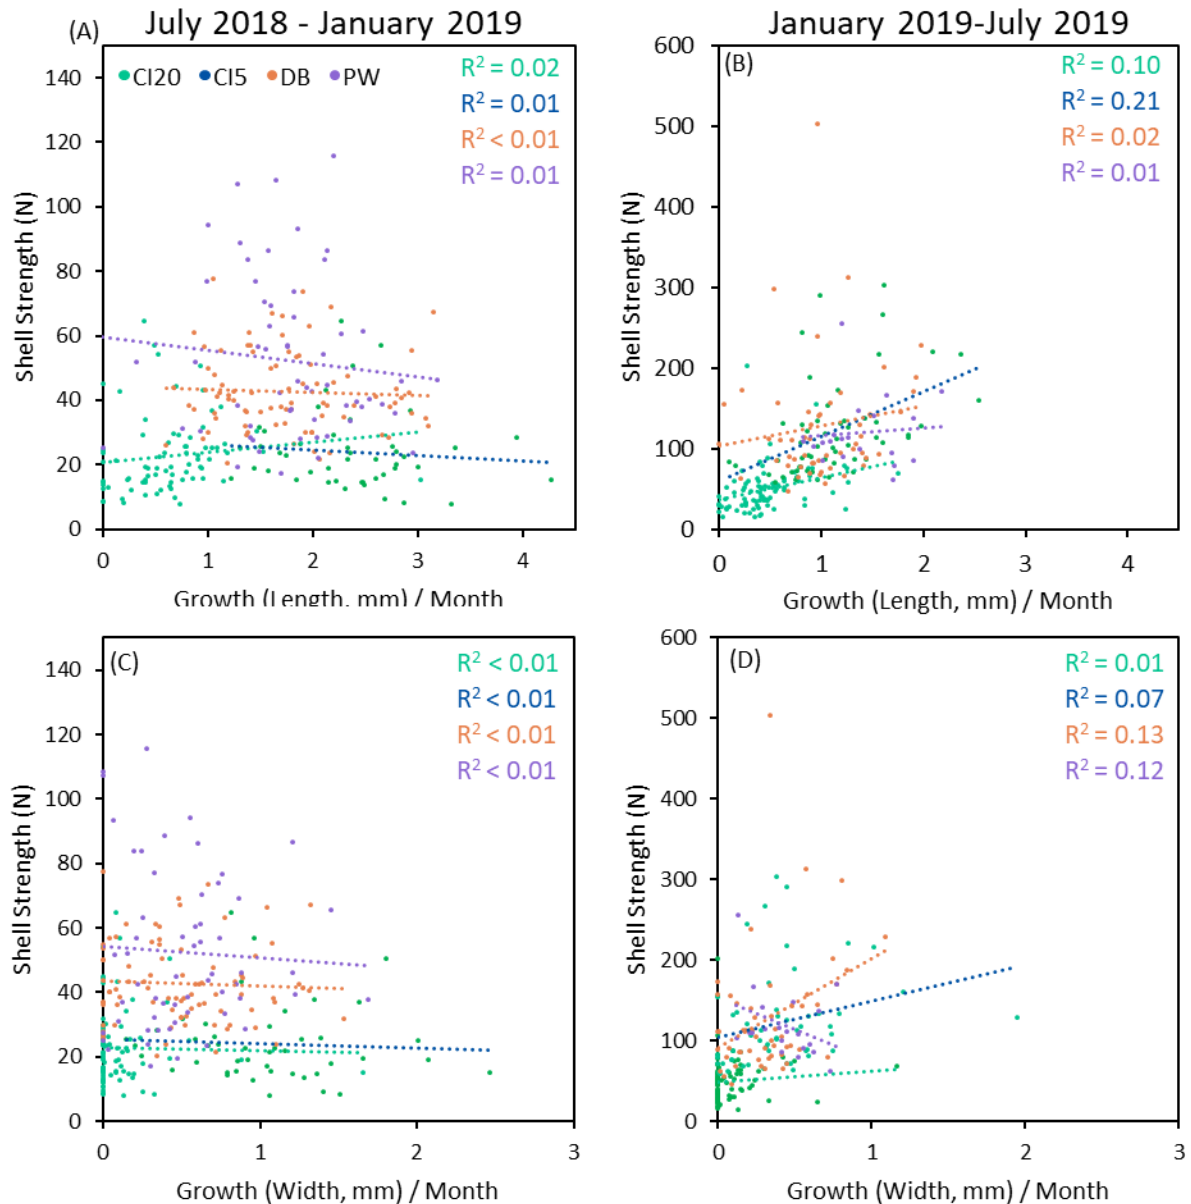 July 2018 - January 2019
January 2019-July 2019
(A)
CI20 CI5 DB PW
R² = 0.02
R² = 0.01
R² < 0.01
R² = 0.01
140
120
100
80
60
40
20
0
Shell Strength (N)
0 1 2 3 4
Growth (Length, mm) / Month
(B)
R² = 0.10
R² = 0.21
R² = 0.02
R² = 0.01
600
500
400
300
200
100
0
Shell Strength (N)
0 1 2 3 4
Growth (Length, mm) / Month
(C)
R² < 0.01
R² < 0.01
R² < 0.01
R² < 0.01
140
120
100
80
60
40
20
0
Shell Strength (N)
0 1 2 3
Growth (Width, mm) / Month
(D)
R² = 0.01
R² = 0.07
R² = 0.13
R² = 0.12
600
500
400
300
200
100
0
Shell Strength (N)
0 1 2 3
Growth (Width, mm) / Month